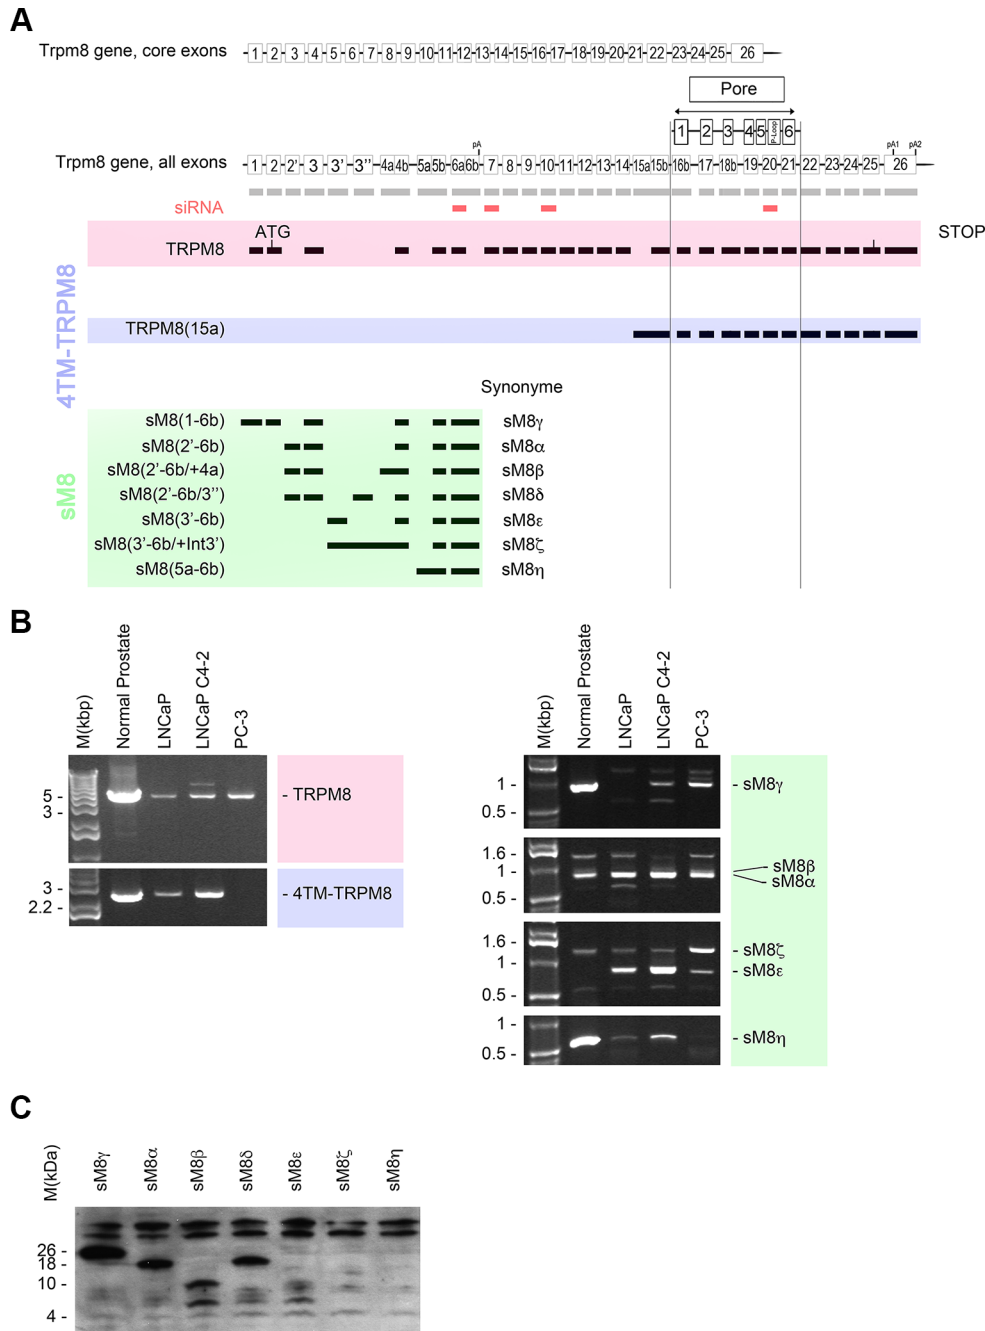 A
Trpm8 gene, core exons
1 2 3 4 5 6 7 8 9 10 11 12 13 14 15 16 17 18 19 20 21 22 23 24 25 26
Pore
1 2 3 4 5 P-Loop 6
pA pA1 pA2
Trpm8 gene, all exons
1 2 2' 3 3' 3'' 4a 4b 5a 5b 6a 6b 7 8 9 10 11 12 13 14 15a 15b 16b 17 18b 19 20 21 22 23 24 25 26
siRNA
ATG STOP
TRPM8
4TM-TRPM8
TRPM8(15a)
Synonyme
sM8
sM8(1-6b) sM8γ
sM8(2'-6b) sM8α
sM8(2'-6b/+4a) sM8β
sM8(2'-6b/3'') sM8δ
sM8(3'-6b) sM8ε
sM8(3'-6b/+Int3') sM8ζ
sM8(5a-6b) sM8η
B
M(kbp) Normal Prostate LNCaP LNCaP C4-2 PC-3
5 -
3 -
- TRPM8
3 -
2.2 -
- 4TM-TRPM8
M(kbp) Normal Prostate LNCaP LNCaP C4-2 PC-3
1 -
0.5 -
- sM8γ
1.6 -
1 -
0.5 -
sM8β
sM8α
1.6 -
1 -
0.5 -
- sM8ζ
- sM8ε
1 -
0.5 -
- sM8η
C
M(kDa) sM8γ sM8α sM8β sM8δ sM8ε sM8ζ sM8η
26 -
18 -
10 -
4 -